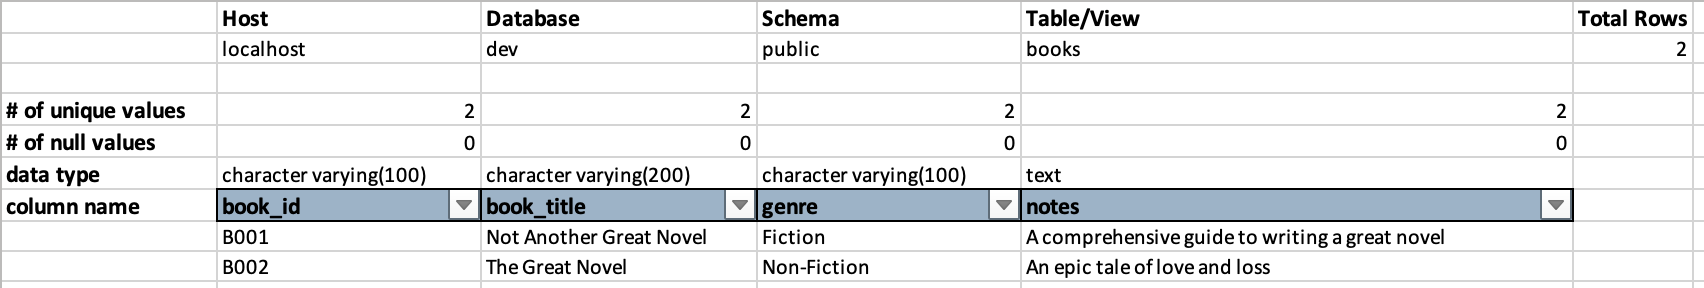 Host Database Schema Table/View Total Rows
localhost dev public books 2
# of unique values 2 2 2 2
# of null values 0 0 0 0
data type character varying(100) character varying(200) character varying(100) text
column name book_id book_title genre notes
B001 Not Another Great Novel Fiction A comprehensive guide to writing a great novel
B002 The Great Novel Non-Fiction An epic tale of love and loss